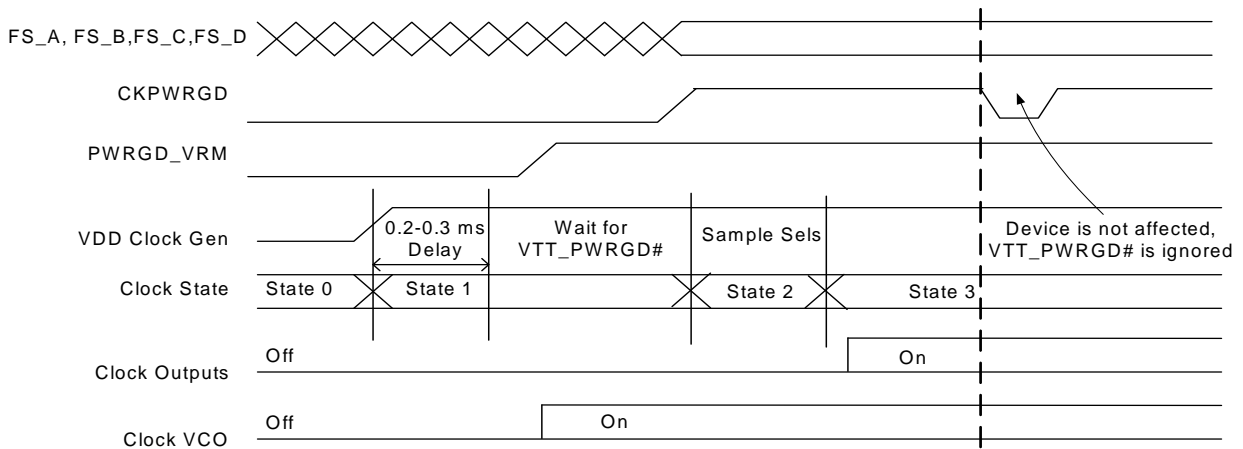 FS_A, FS_B,FS_C,FS_D
CKPWRGD
PWRGD_VRM
VDD Clock Gen
0.2-0.3 ms
Delay
Wait for
VTT_PWRGD#
Sample Sels
Device is not affected,
VTT_PWRGD# is ignored
Clock State
State 0
State 1
State 2
State 3
Clock Outputs
Off
On
Clock VCO
Off
On